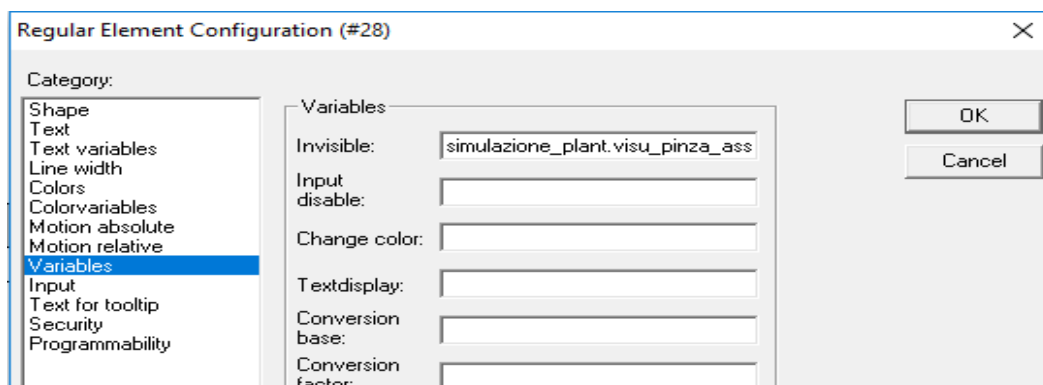 Regular Element Configuration (#28)
Category:
Shape
Text
Text variables
Line width
Colors
Colorvariables
Motion absolute
Motion relative
Variables
Input
Text for tooltip
Security
Programmability
Variables
Invisible:
simulazione_plant.visu_pinza_ass
Input
disable:
Change color:
Textdisplay:
Conversion
base:
Conversion
factor:
OK
Cancel